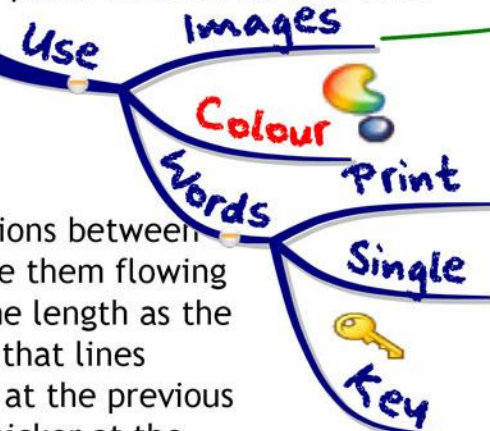 Use
Images
Colour
Words
Print
Single
Key
ions between
e them flowing
e length as the
that lines
at the previous